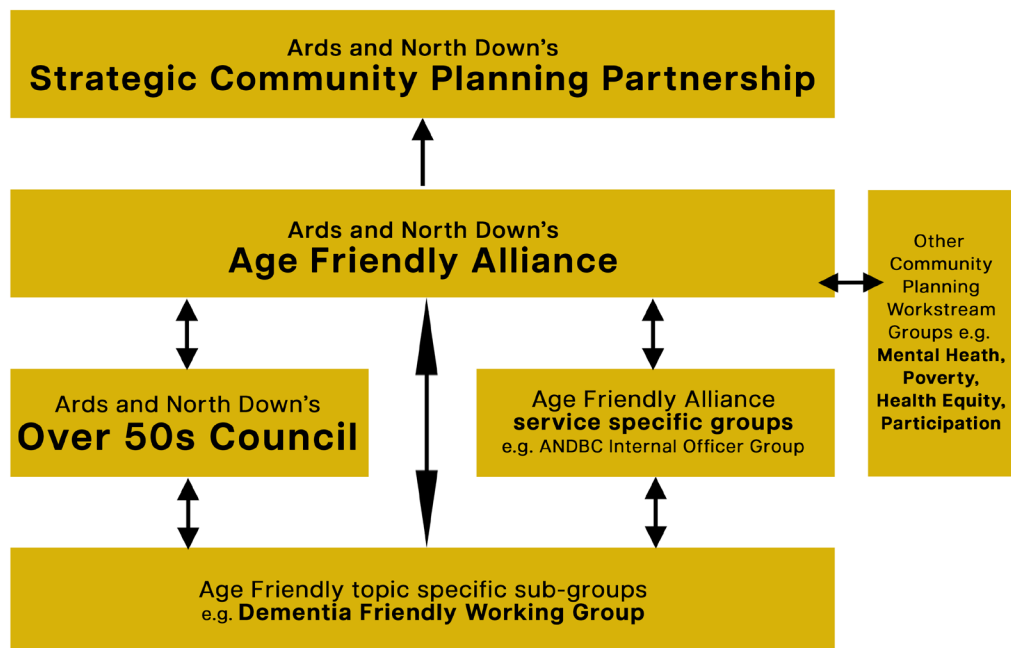 Ards and North Down's
Strategic Community Planning Partnership
Ards and North Down's
Age Friendly Alliance
Other
Community
Planning
Workstream
Groups e.g.
Mental Heath,
Poverty,
Health Equity,
Participation
Ards and North Down's
Over 50s Council
Age Friendly Alliance
service specific groups
e.g. ANDBC Internal Officer Group
Age Friendly topic specific sub-groups
e.g. Dementia Friendly Working Group